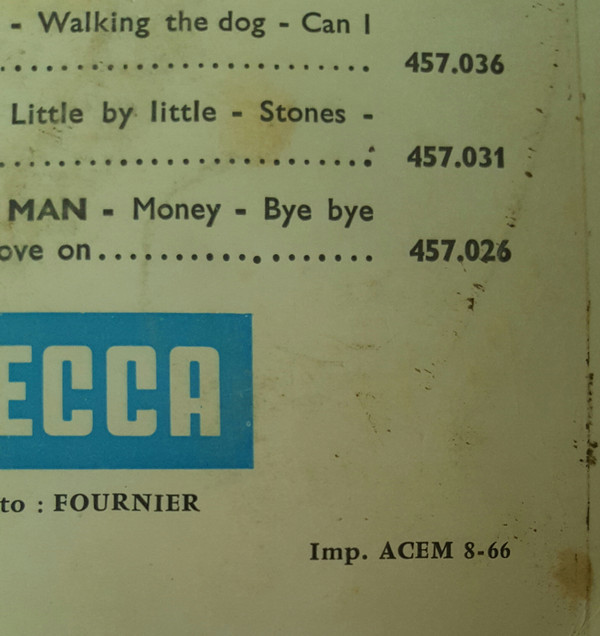 - Walking the dog - Can I
................................ 457.036
Little by little - Stones -
................................ 457.031
MAN - Money - Bye bye
ove on....................... 457.026
ECCA
to : FOURNIER
Imp. ACEM 8-66